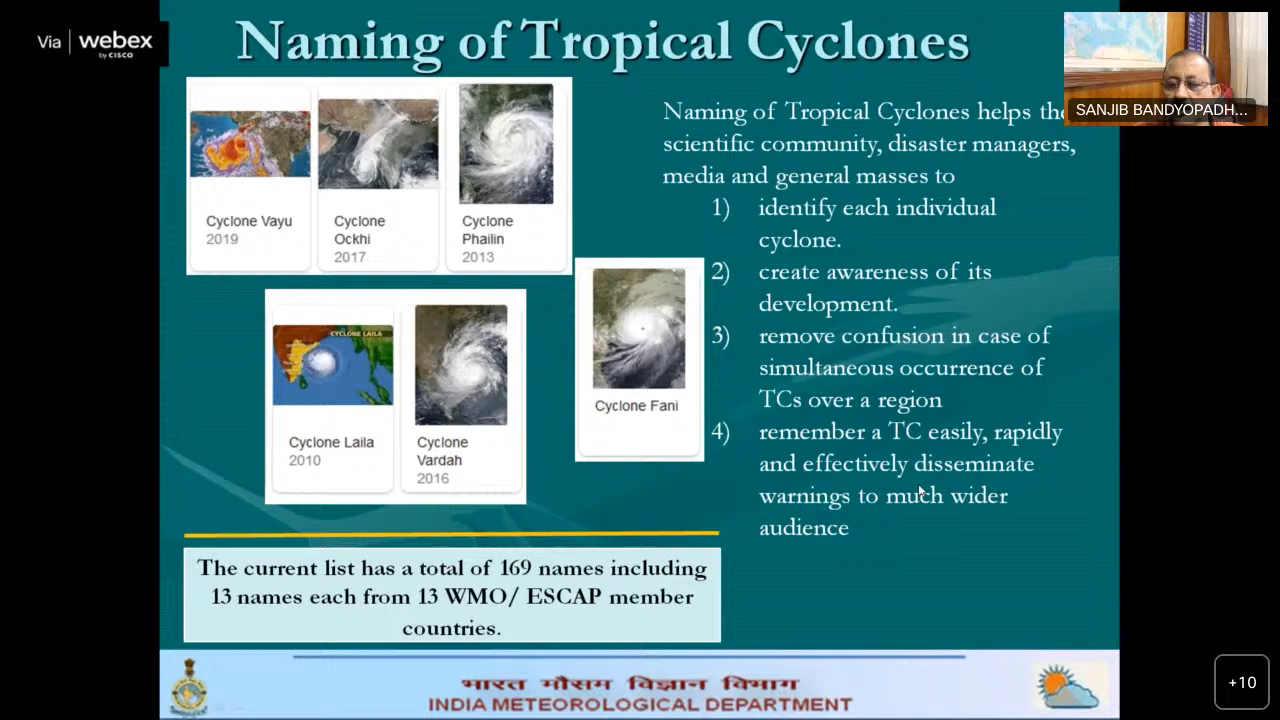 Via webex
by CISCO
Naming of Tropical Cyclones
SANJIB BANDYOPADH...
Cyclone Vayu
2019
Cyclone
Ockhi
2017
Cyclone
Phailin
2013
CYCLONE LAILA
Cyclone Laila
2010
Cyclone
Vardah
2016
Cyclone Fani
Naming of Tropical Cyclones helps the
scientific community, disaster managers,
media and general masses to
1) identify each individual
cyclone.
2) create awareness of its
development.
3) remove confusion in case of
simultaneous occurrence of
TCs over a region
4) remember a TC easily, rapidly
and effectively disseminate
warnings to much wider
audience
The current list has a total of 169 names including
13 names each from 13 WMO/ ESCAP member
countries.
भारत मौसम विज्ञान विभाग
INDIA METEOROLOGICAL DEPARTMENT
+10